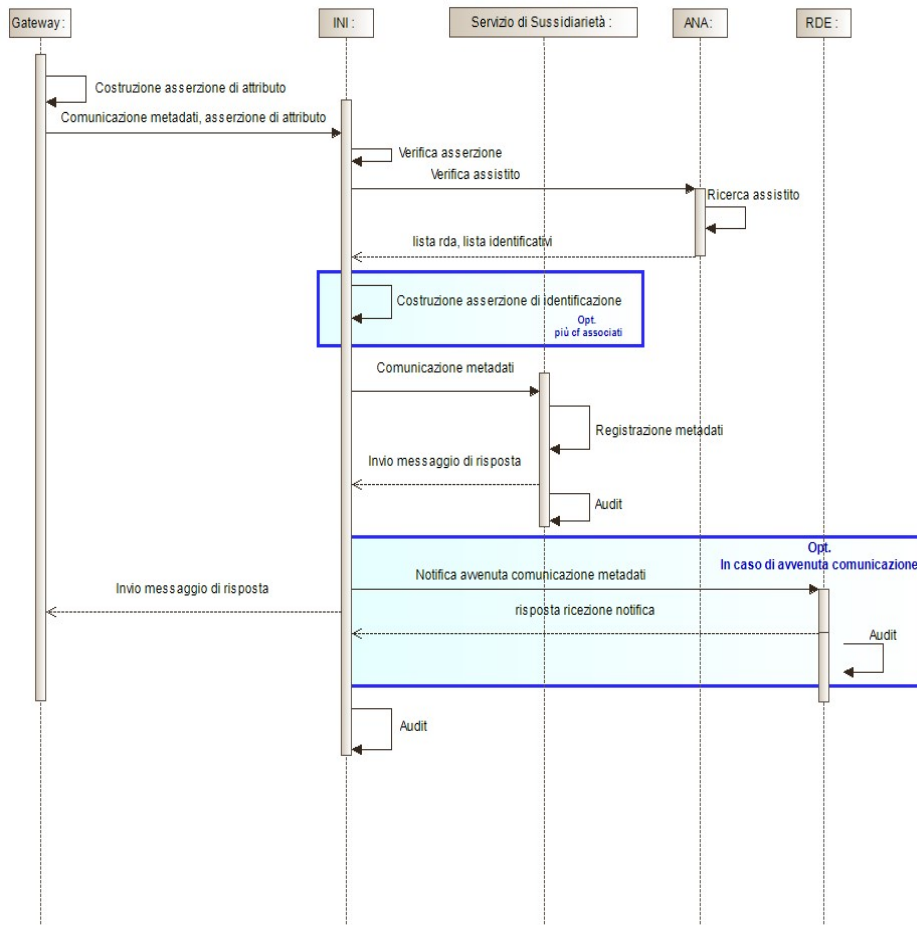 Gateway :
INI :
Servizio di Sussidiarietà :
ANA :
RDE :
Costruzione asserzione di attributo
Comunicazione metadati, asserzione di attributo
Verifica asserzione
Verifica assistito
Ricerca assistito
lista rda, lista identificativi
Costruzione asserzione di identificazione
Opt.
più cf associati
Comunicazione metadati
Registrazione metadati
Invio messaggio di risposta
Audit
Opt.
In caso di avvenuta comunicazione
Notifica avvenuta comunicazione metadati
Invio messaggio di risposta
risposta ricezione notifica
Audit
Audit